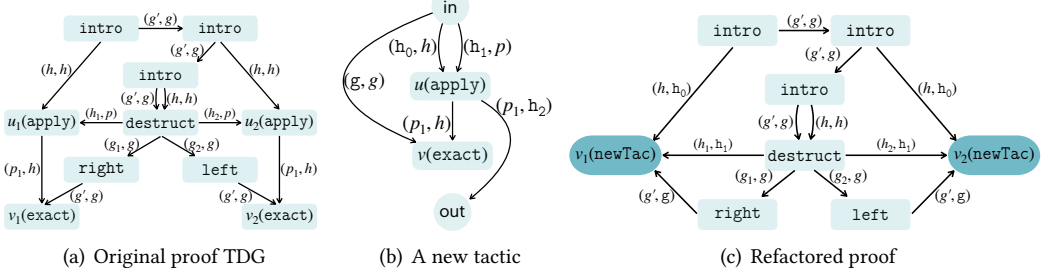 intro (g′, g) intro
(g′, g)
(h, h) intro (h, h)
(g′, g) (h, h)
u₁(apply) (h₁, p) destruct (h₂, p) u₂(apply)
(g₁, g) (g₂, g)
(p₁, h) right left (p₁, h)
(g′, g) (g′, g)
v₁(exact) v₂(exact)
(a) Original proof TDG
in
(h₀, h) (h₁, p)
(g, g) u(apply)
(p₁, h) (p₁, h₂)
v(exact)
out
(b) A new tactic
intro (g′, g) intro
(g′, g)
(h, h₀) intro (h, h₀)
(g′, g) (h, h)
v₁(newTac) (h₁, h₁) destruct (h₂, h₁) v₂(newTac)
(g₁, g) (g₂, g)
(g′, g) right left (g′, g)
(c) Refactored proof